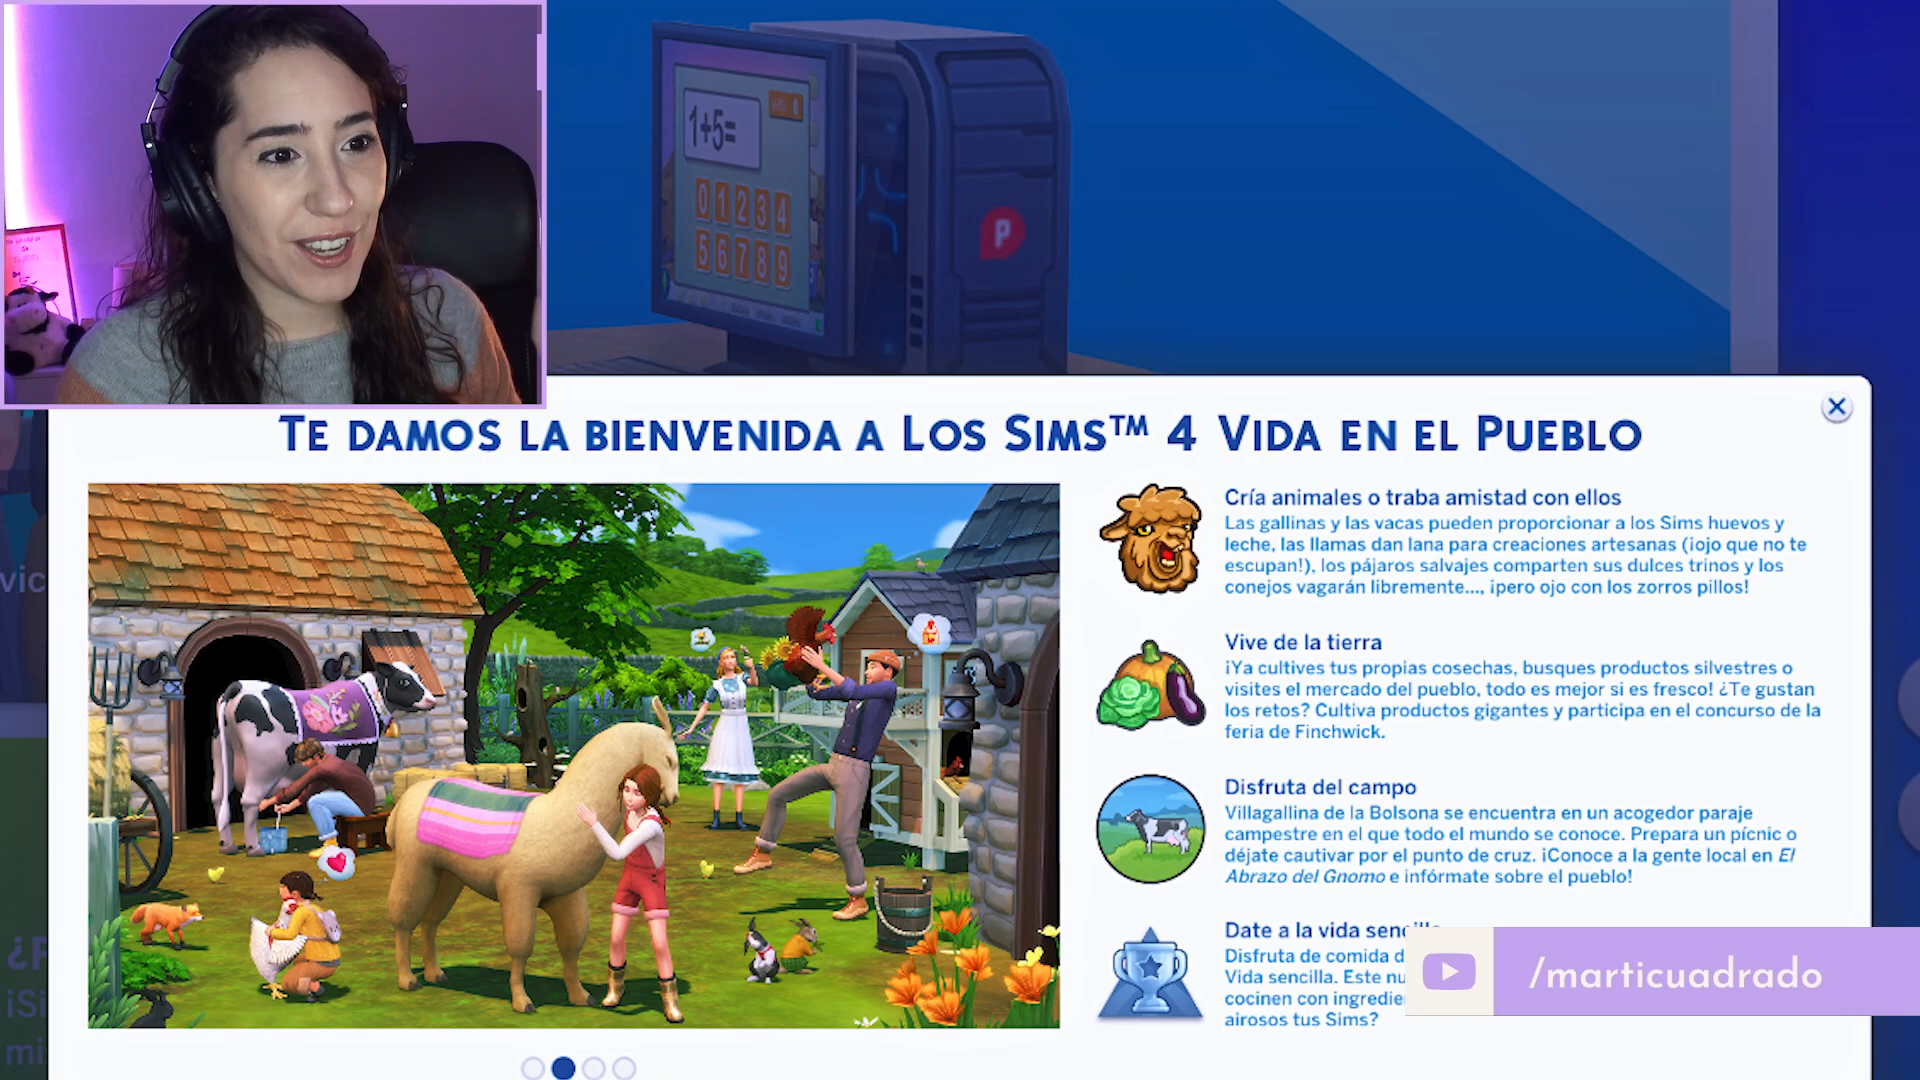 1+5=
0 1 2 3 4
5 6 7 8 9
P
TE DAMOS LA BIENVENIDA A LOS SIMS™ 4 VIDA EN EL PUEBLO
Cría animales o traba amistad con ellos
Las gallinas y las vacas pueden proporcionar a los Sims huevos y
leche, las llamas dan lana para creaciones artesanas (¡ojo que no te
escupan!), los pájaros salvajes comparten sus dulces trinos y los
conejos vagarán libremente..., ¡pero ojo con los zorros pillos!
Vive de la tierra
¡Ya cultives tus propias cosechas, busques productos silvestres o
visites el mercado del pueblo, todo es mejor si es fresco! ¿Te gustan
los retos? Cultiva productos gigantes y participa en el concurso de la
feria de Finchwick.
Disfruta del campo
Villagallina de la Bolsona se encuentra en un acogedor paraje
campestre en el que todo el mundo se conoce. Prepara un pícnic o
déjate cautivar por el punto de cruz. ¡Conoce a la gente local en El
Abrazo del Gnomo e infórmate sobre el pueblo!
Date a la vida sencilla
Disfruta de comida d
Vida sencilla. Este nu
cocinen con ingredie
airosos tus Sims?
/marticuadrado
vic
¡Si
mi